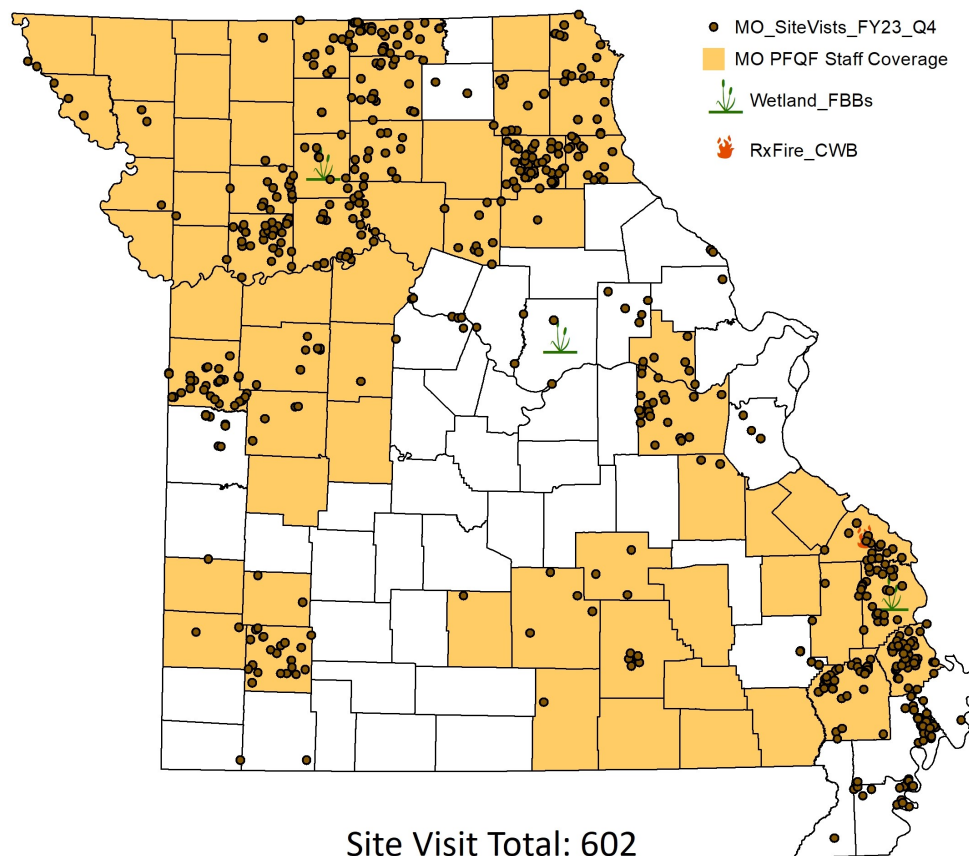 MO_SiteVists_FY23_Q4
MO PFQF Staff Coverage
Wetland_FBBs
RxFire_CWB
Site Visit Total: 602